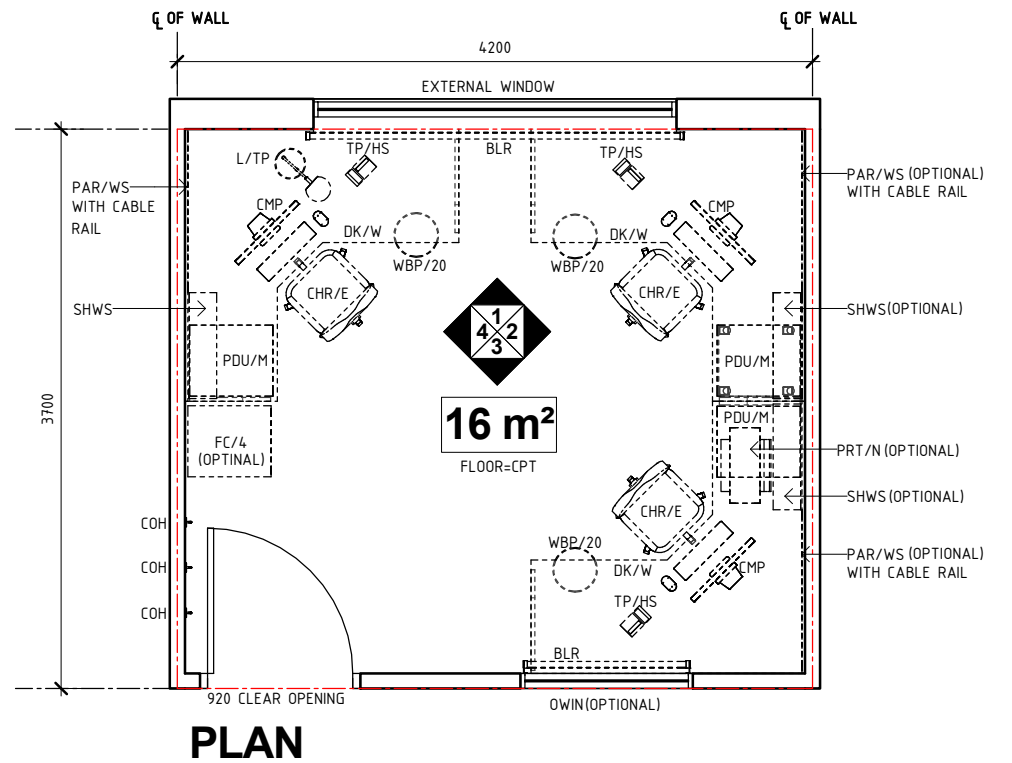 ℄ OF WALL
℄ OF WALL
4200
EXTERNAL WINDOW
L/TP
TP/HS
BLR
TP/HS
PAR/WS
WITH CABLE
RAIL
PAR/WS (OPTIONAL)
WITH CABLE RAIL
CMP
CMP
DK/W
DK/W
WBP/20
WBP/20
CHR/E
CHR/E
SHWS
SHWS(OPTIONAL)
1
4 2
3
PDU/M
PDU/M
3700
16 m²
FLOOR=CPT
PDU/M
FC/4
(OPTINAL)
PRT/N(OPTIONAL)
SHWS(OPTIONAL)
CHR/E
COH
WBP/20
PAR/WS (OPTIONAL)
WITH CABLE RAIL
COH
DK/W
CMP
TP/HS
COH
BLR
920 CLEAR OPENING
OWIN(OPTIONAL)
PLAN